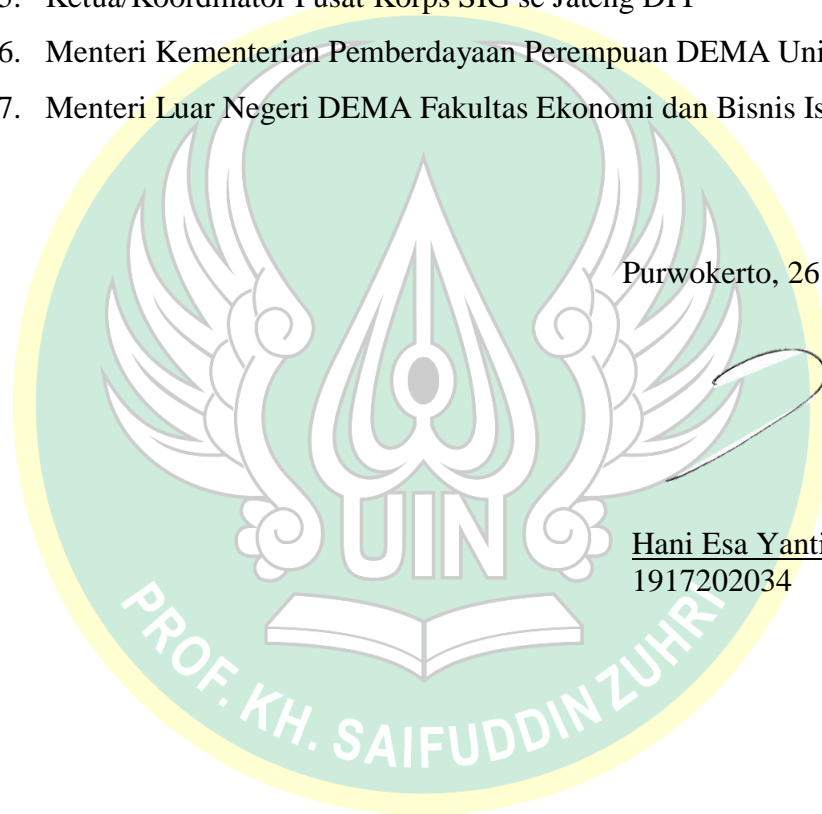 5. Ketua/Koordinator Pusat Korps SIG se Jateng DIY
6. Menteri Kementerian Pemberdayaan Perempuan DEMA Uni
7. Menteri Luar Negeri DEMA Fakultas Ekonomi dan Bisnis Is
Purwokerto, 26
Hani Esa Yanti
1917202034
UIN
PROF. KH. SAIFUDDIN ZUHRI